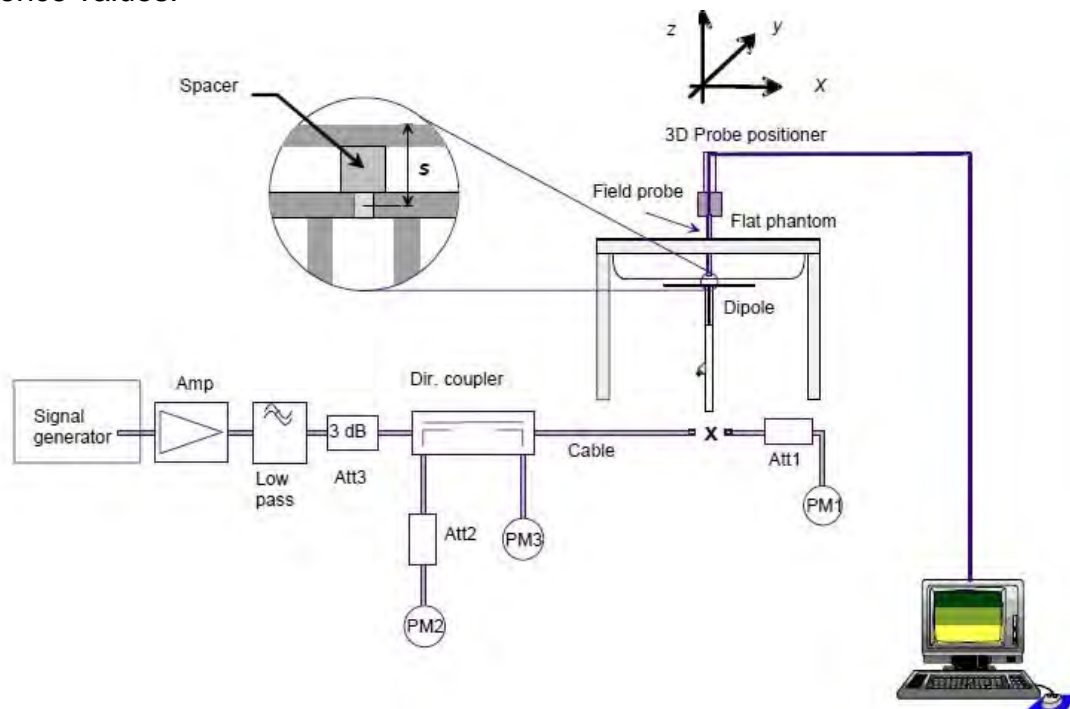 z
y
X
Spacer
s
3D Probe positioner
Field probe
Flat phantom
Dipole
Amp
Dir. coupler
Signal
generator
3 dB
X
Cable
Low
pass
Att3
Att1
PM1
Att2
PM3
PM2